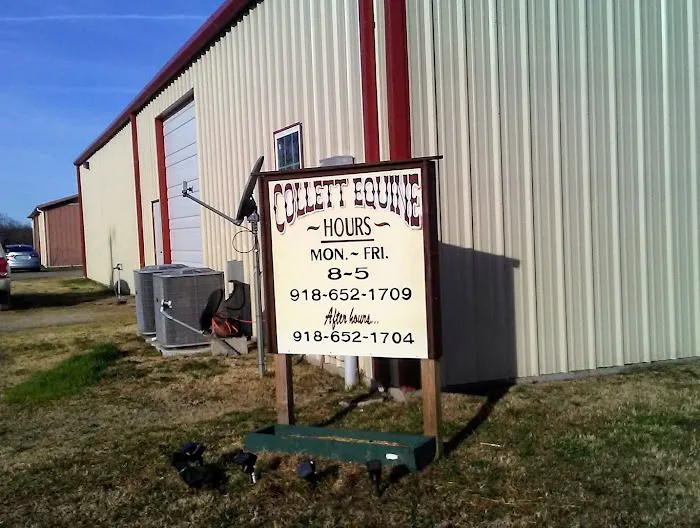 COLLETT EQUINE
~HOURS~
MON. ~ FRI.
8-5
918-652-1709
After hours...
918-652-1704